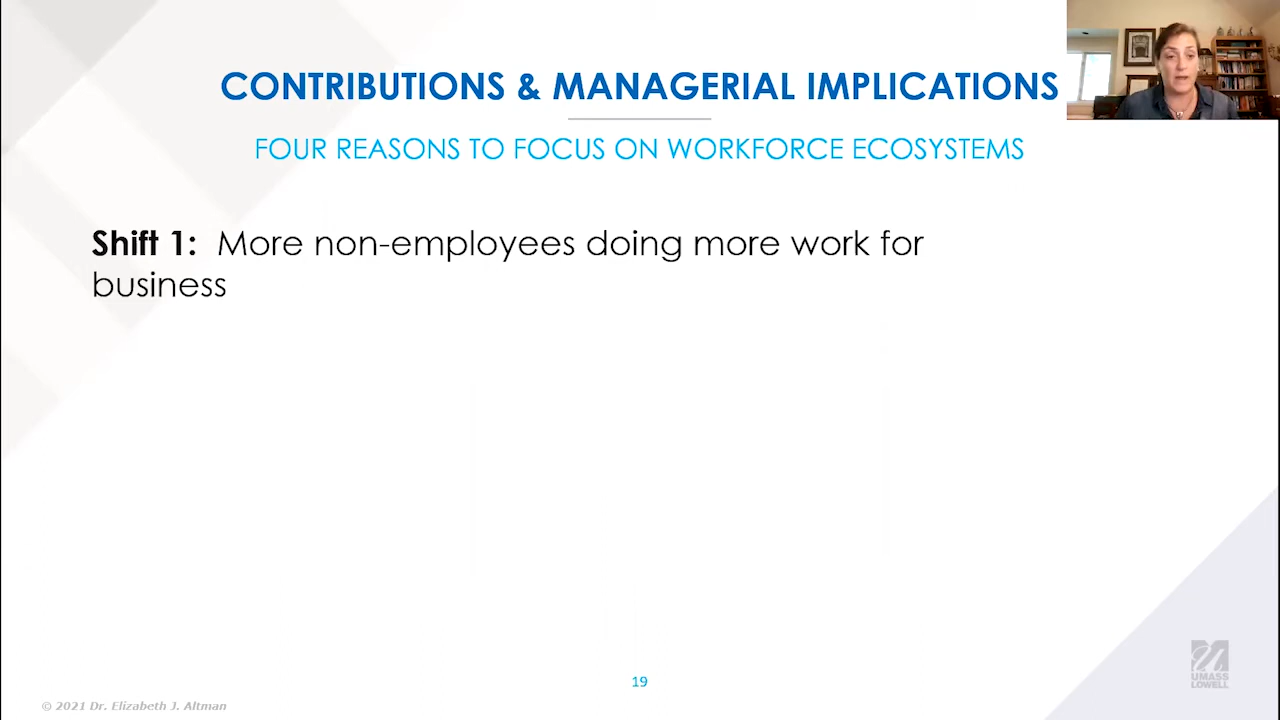 CONTRIBUTIONS & MANAGERIAL IMPLICATIONS
FOUR REASONS TO FOCUS ON WORKFORCE ECOSYSTEMS
Shift 1: More non-employees doing more work for
business
19
UMASS
LOWELL
© 2021 Dr. Elizabeth J. Altman